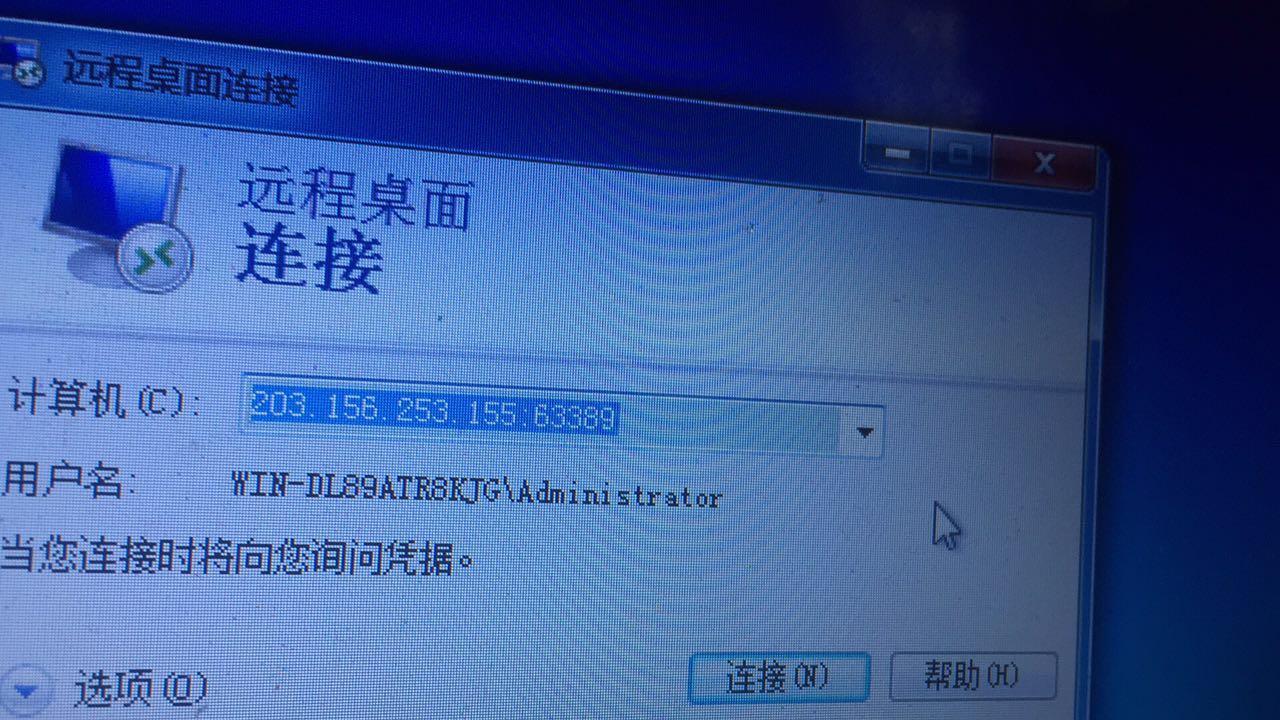 远程桌面连接
远程桌面
连接
计算机(C):
203.156.253.155:63389
用户名:
WIN-DL89ATR8KJG\Administrator
当您连接时将向您询问凭据。
选项(O)
连接(N)
帮助(H)